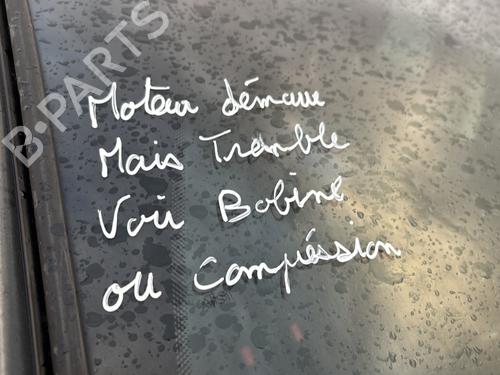 B-PARTS
Moteur démarre
Mais Tremble
Voir Bobine
ou Compréssion